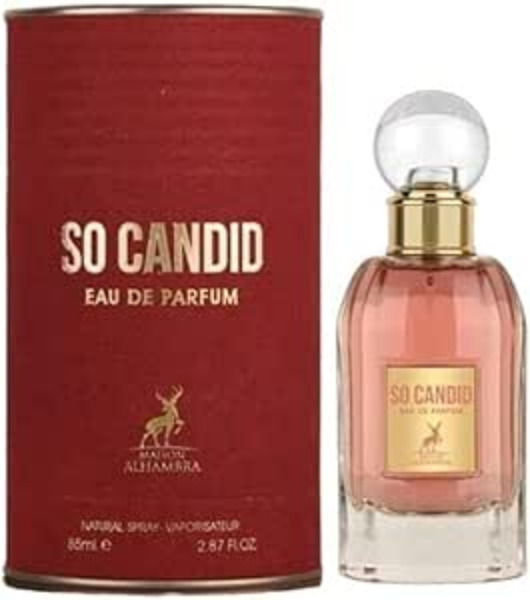 SO CANDID
EAU DE PARFUM
MAISON
ALHAMBRA
NATURAL SPRAY-VAPORISATEUR
85ml e 2.87 Fl.OZ
SO CANDID
EAU DE PARFUM
ALHAMBRA